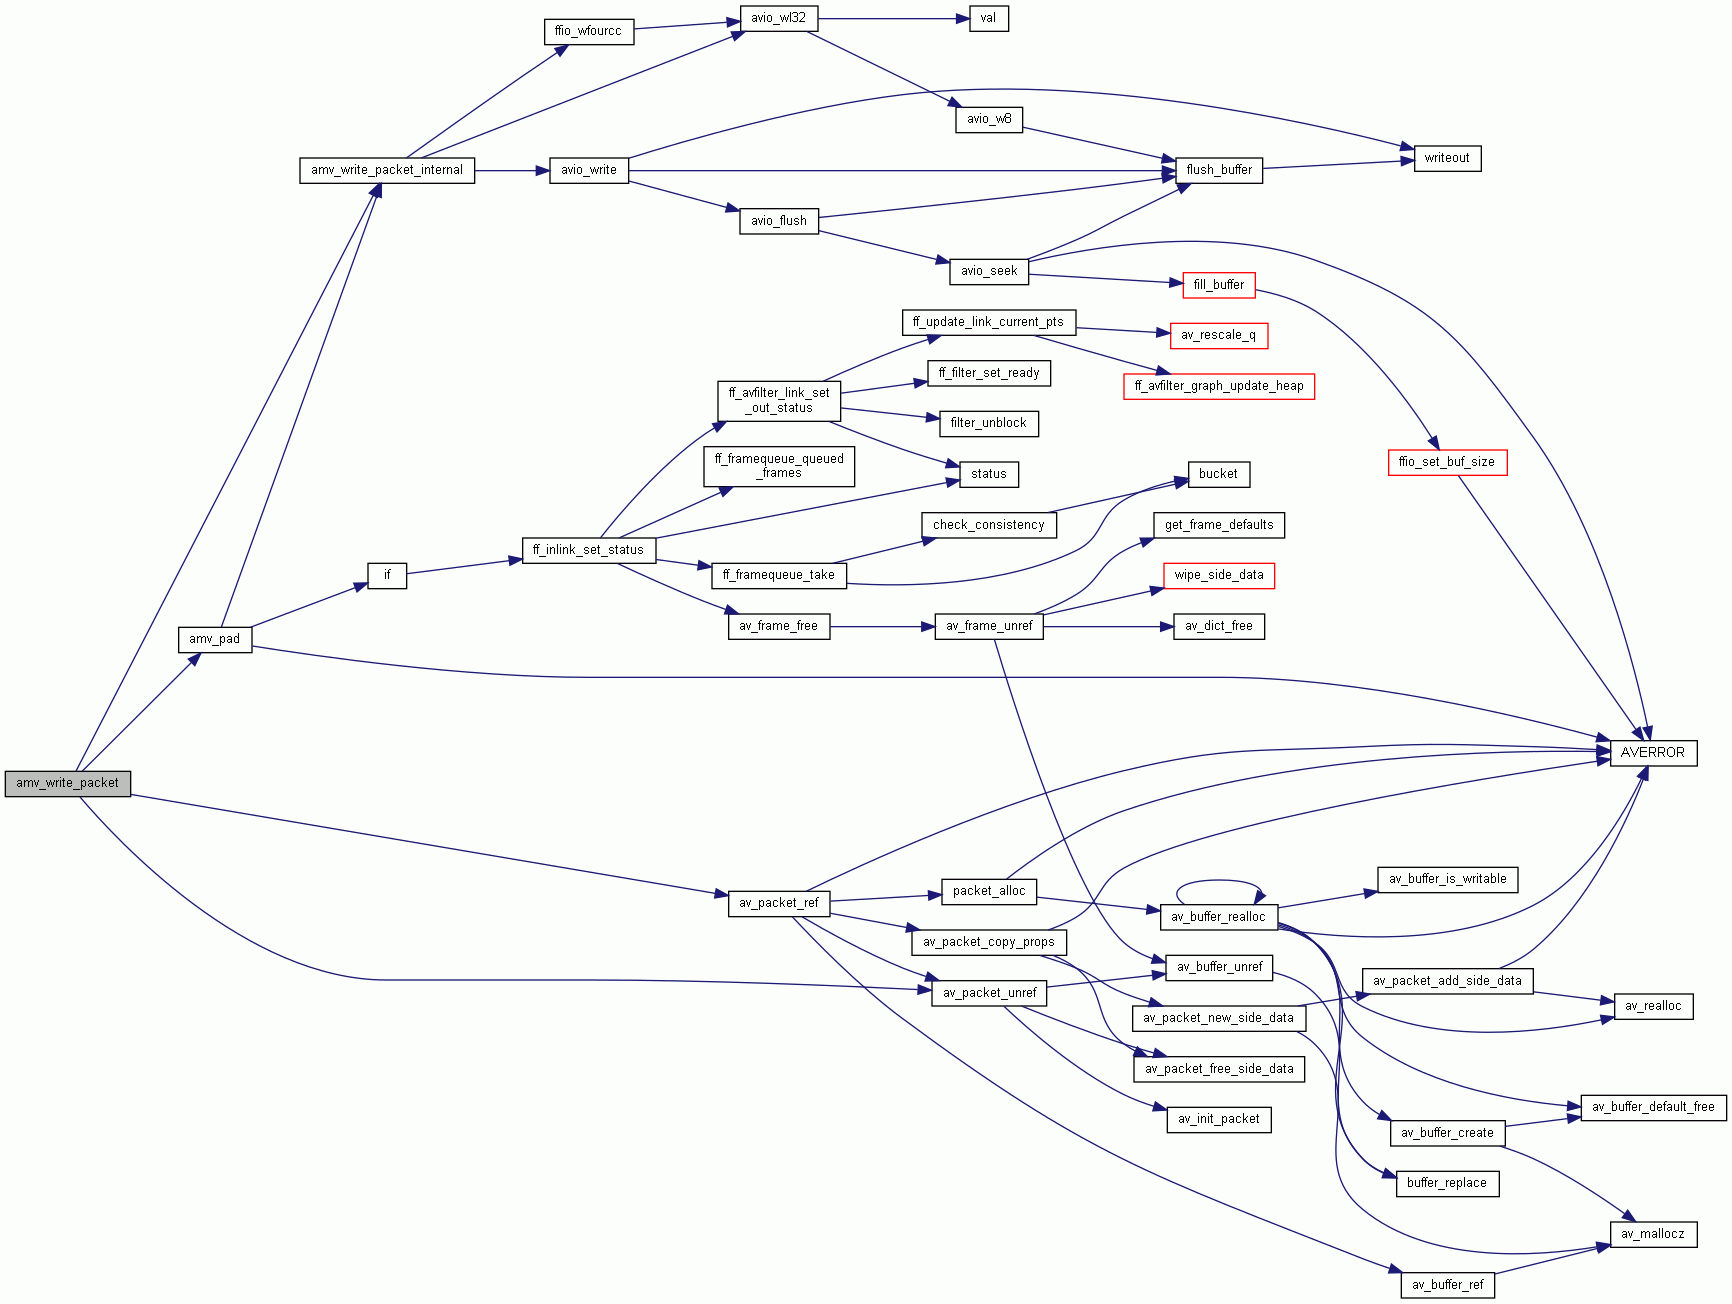 avio_wl32
val
ffio_wfourcc
avio_w8
writeout
amv_write_packet_internal
avio_write
flush_buffer
avio_flush
avio_seek
fill_buffer
ff_update_link_current_pts
av_rescale_q
ff_filter_set_ready
ff_avfilter_graph_update_heap
ff_avfilter_link_set
_out_status
filter_unblock
ff_framequeue_queued
_frames
status
bucket
ffio_set_buf_size
check_consistency
get_frame_defaults
ff_inlink_set_status
if
ff_framequeue_take
wipe_side_data
av_frame_free
av_frame_unref
av_dict_free
amv_pad
AVERROR
amv_write_packet
av_packet_ref
packet_alloc
av_buffer_realloc
av_buffer_is_writable
av_packet_copy_props
av_buffer_unref
av_packet_add_side_data
av_packet_unref
av_packet_new_side_data
av_realloc
av_packet_free_side_data
av_init_packet
av_buffer_default_free
av_buffer_create
buffer_replace
av_mallocz
av_buffer_ref